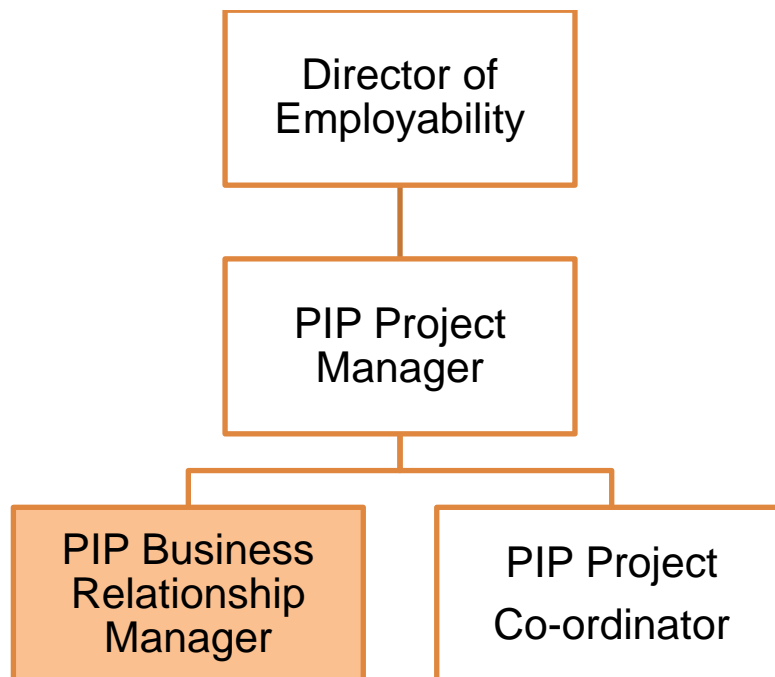 Director of
Employability
PIP Project
Manager
PIP Business
Relationship
Manager
PIP Project
Co-ordinator